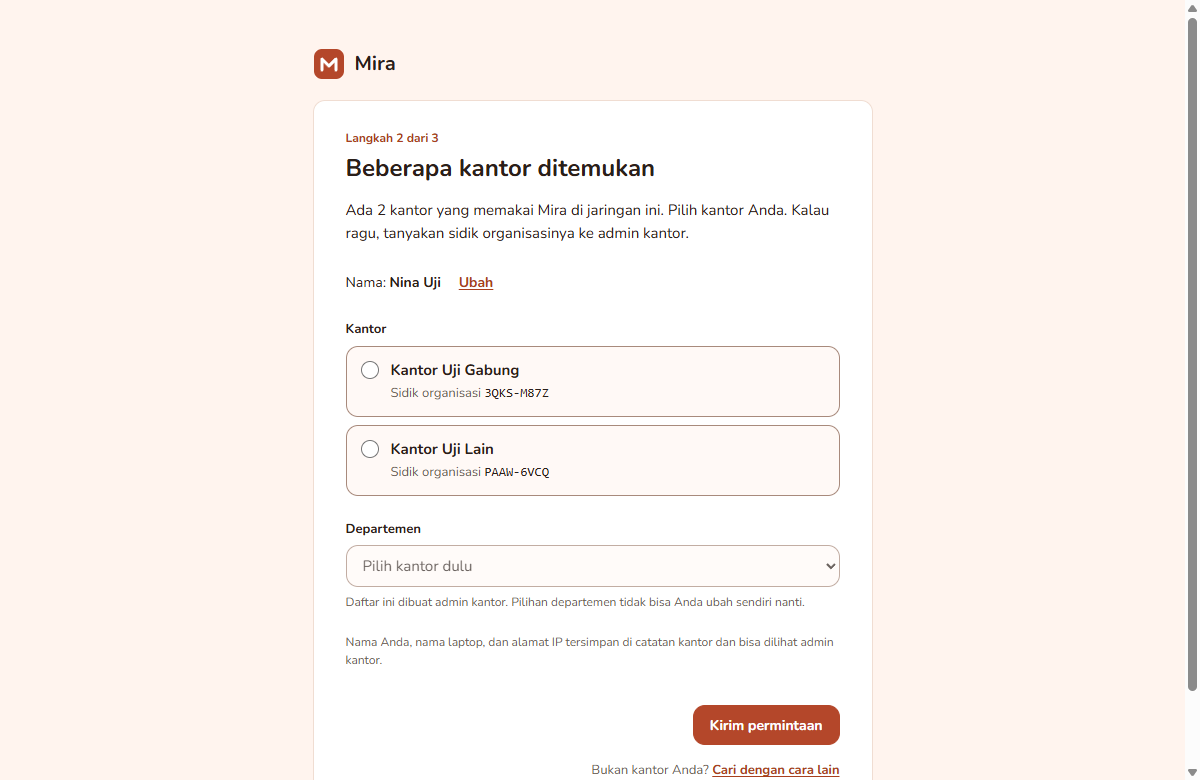 Mira
Langkah 2 dari 3
Beberapa kantor ditemukan
Ada 2 kantor yang memakai Mira di jaringan ini. Pilih kantor Anda. Kalau
ragu, tanyakan sidik organisasinya ke admin kantor.
Nama: Nina Uji Ubah
Kantor
Kantor Uji Gabung
Sidik organisasi 3QKS-M87Z
Kantor Uji Lain
Sidik organisasi PAAW-6VCQ
Departemen
Pilih kantor dulu
Daftar ini dibuat admin kantor. Pilihan departemen tidak bisa Anda ubah sendiri nanti.
Nama Anda, nama laptop, dan alamat IP tersimpan di catatan kantor dan bisa dilihat admin
kantor.
Kirim permintaan
Bukan kantor Anda? Cari dengan cara lain